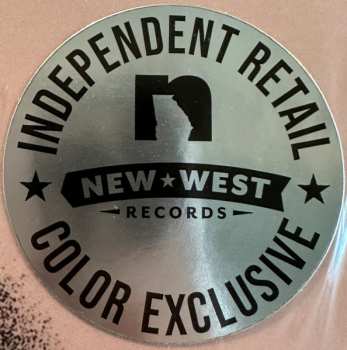 INDEPENDENT RETAIL
n
NEW★WEST
RECORDS
★ ★
COLOR EXCLUSIVE